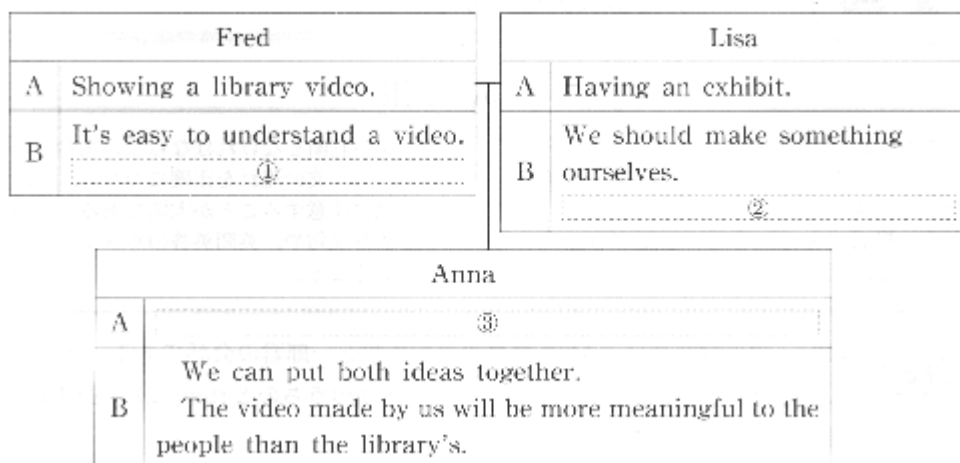 Fred
A Showing a library video.
B It's easy to understand a video.
①
Lisa
A Having an exhibit.
B We should make something
ourselves.
②
Anna
A ③
B We can put both ideas together.
The video made by us will be more meaningful to the
people than the library's.